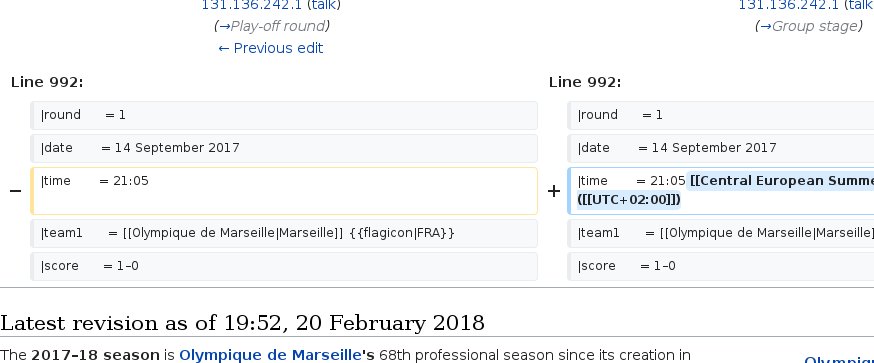 131.136.242.1 (talk)
(→Play-off round)
← Previous edit
131.136.242.1 (talk
(→Group stage)
Line 992:
Line 992:
|round = 1
|round = 1
|date = 14 September 2017
|date = 14 September 2017
− |time = 21:05
+ |time = 21:05 [[Central European Summe
([[UTC+02:00]])
|team1 = [[Olympique de Marseille|Marseille]] {{flagicon|FRA}}
|team1 = [[Olympique de Marseille|Marseille]
|score = 1–0
|score = 1–0
Latest revision as of 19:52, 20 February 2018
The 2017–18 season is Olympique de Marseille's 68th professional season since its creation in
Olympiq